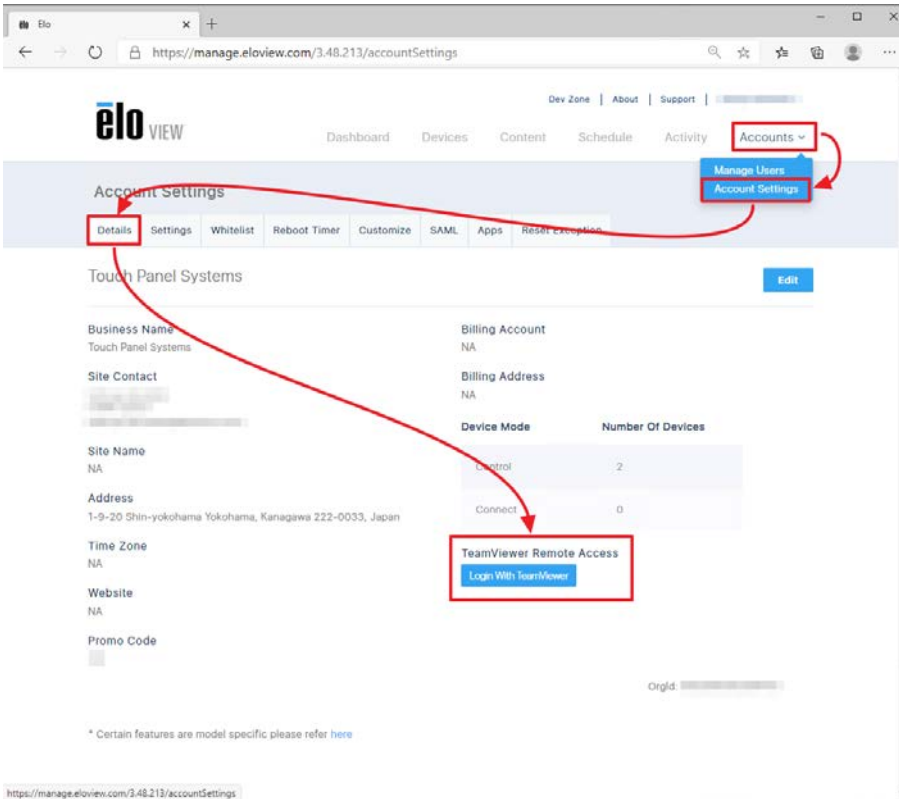 elo Elo
https://manage.eloview.com/3.48.213/accountSettings
Dev Zone | About | Support |
ēlo VIEW
Dashboard Devices Content Schedule Activity Accounts
Manage Users
Account Settings
Account Settings
Details Settings Whitelist Reboot Timer Customize SAML Apps Reset Exception
Touch Panel Systems
Edit
Business Name
Touch Panel Systems
Site Contact
Site Name
NA
Address
1-9-20 Shin-yokohama Yokohama, Kanagawa 222-0033, Japan
Time Zone
NA
Website
NA
Promo Code
Billing Account
NA
Billing Address
NA
Device Mode Number Of Devices
Control 2
Connect 0
TeamViewer Remote Access
Login With TeamViewer
OrgId:
* Certain features are model specific please refer here
https://manage.eloview.com/3.48.213/accountSettings